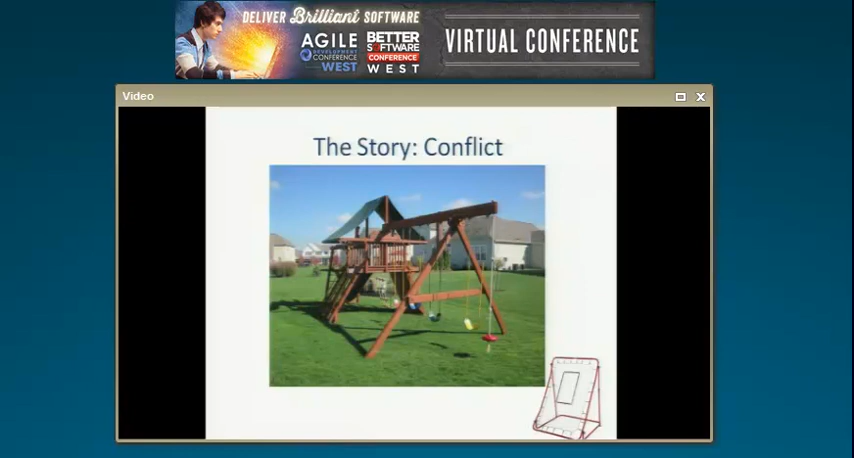 DELIVER Brilliant SOFTWARE
AGILE
DEVELOPMENT
CONFERENCE
WEST
BETTER
SOFTWARE
CONFERENCE
WEST
VIRTUAL CONFERENCE
Video
The Story: Conflict